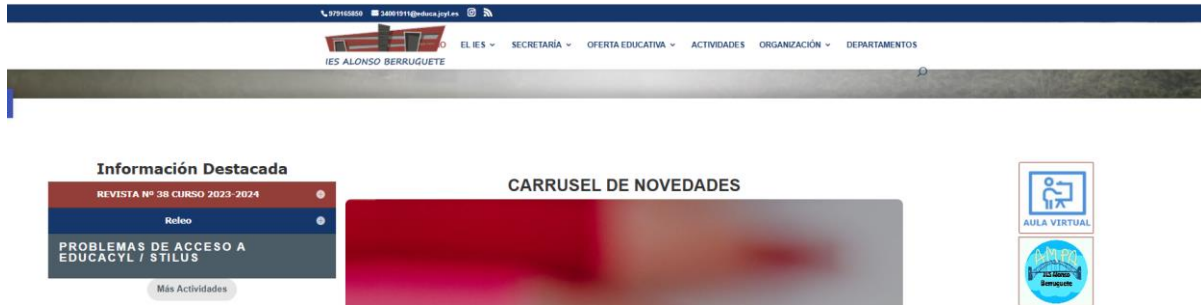 979165850 34001911@educa.jcyl.es
EL IES SECRETARÍA OFERTA EDUCATIVA ACTIVIDADES ORGANIZACIÓN DEPARTAMENTOS
IES ALONSO BERRUGUETE
Información Destacada
REVISTA Nº 38 CURSO 2023-2024
Releo
PROBLEMAS DE ACCESO A
EDUCACYL / STILUS
Más Actividades
CARRUSEL DE NOVEDADES
AULA VIRTUAL
AMPA
IES Alonso
Berruguete